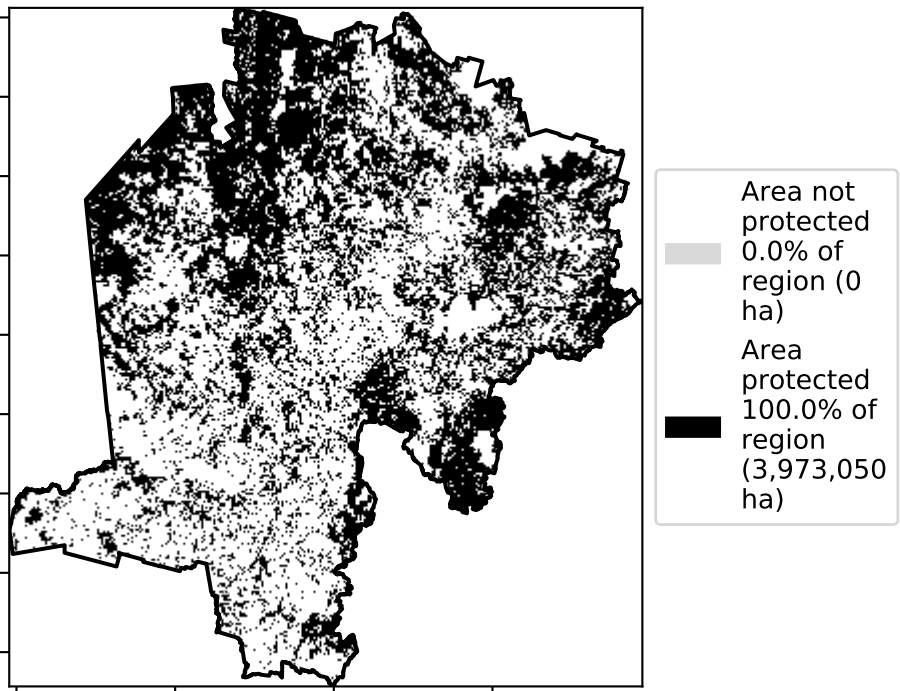 Area not
protected
0.0% of
region (0
ha)
Area
protected
100.0% of
region
(3,973,050
ha)